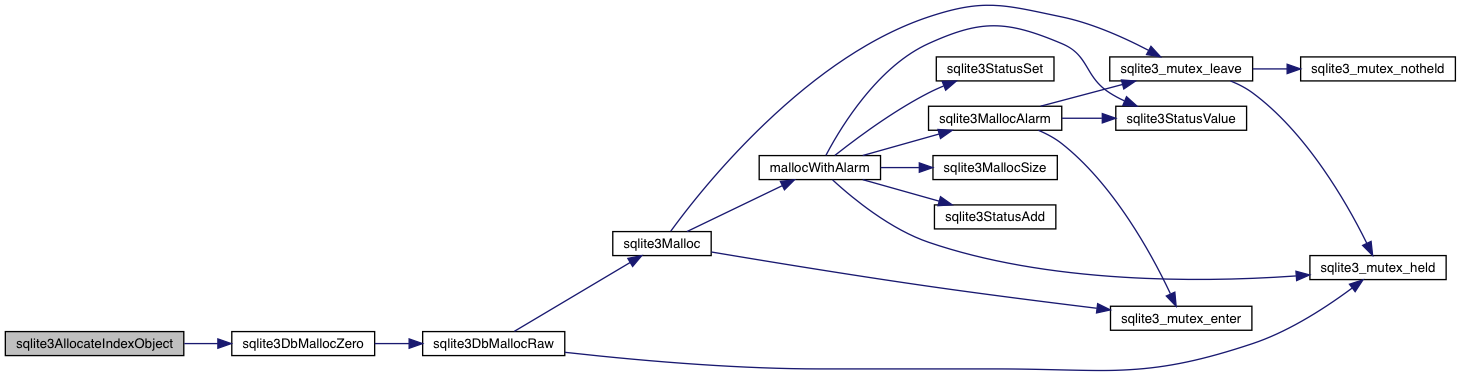 sqlite3AllocateIndexObject
sqlite3DbMallocZero
sqlite3DbMallocRaw
sqlite3Malloc
mallocWithAlarm
sqlite3StatusSet
sqlite3MallocAlarm
sqlite3MallocSize
sqlite3StatusAdd
sqlite3_mutex_leave
sqlite3StatusValue
sqlite3_mutex_enter
sqlite3_mutex_notheld
sqlite3_mutex_held